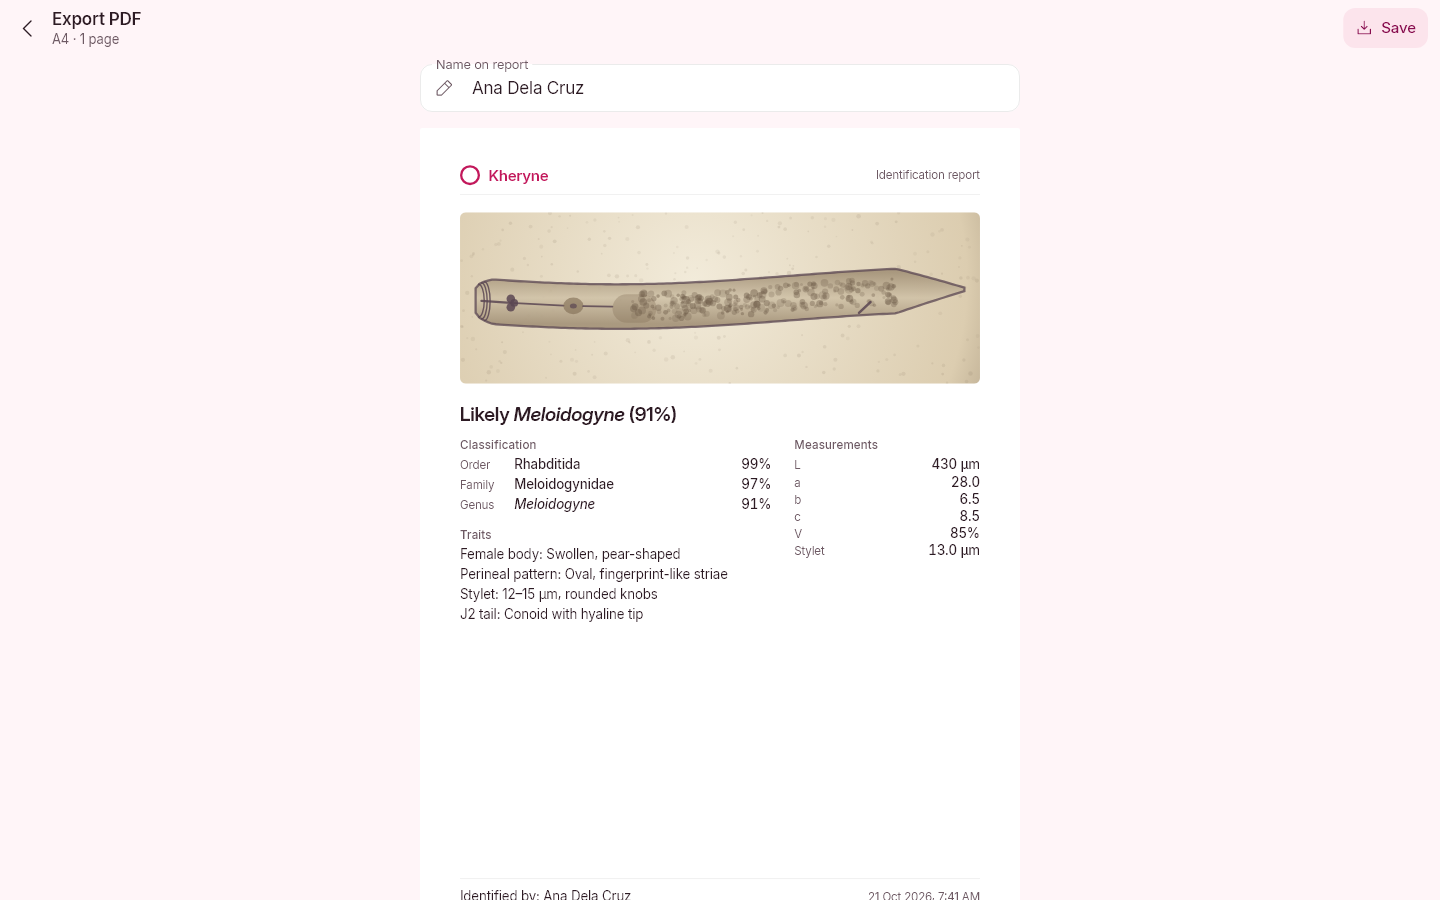 Export PDF
A4 · 1 page
Save
Name on report
Ana Dela Cruz
Kheryne
Identification report
Likely Meloidogyne (91%)
Classification
Order Rhabditida 99%
Family Meloidogynidae 97%
Genus Meloidogyne 91%
Traits
Female body: Swollen, pear-shaped
Perineal pattern: Oval, fingerprint-like striae
Stylet: 12–15 µm, rounded knobs
J2 tail: Conoid with hyaline tip
Measurements
L 430 µm
a 28.0
b 6.5
c 8.5
V 85%
Stylet 13.0 µm
Identified by: Ana Dela Cruz
21 Oct 2026, 7:41 AM